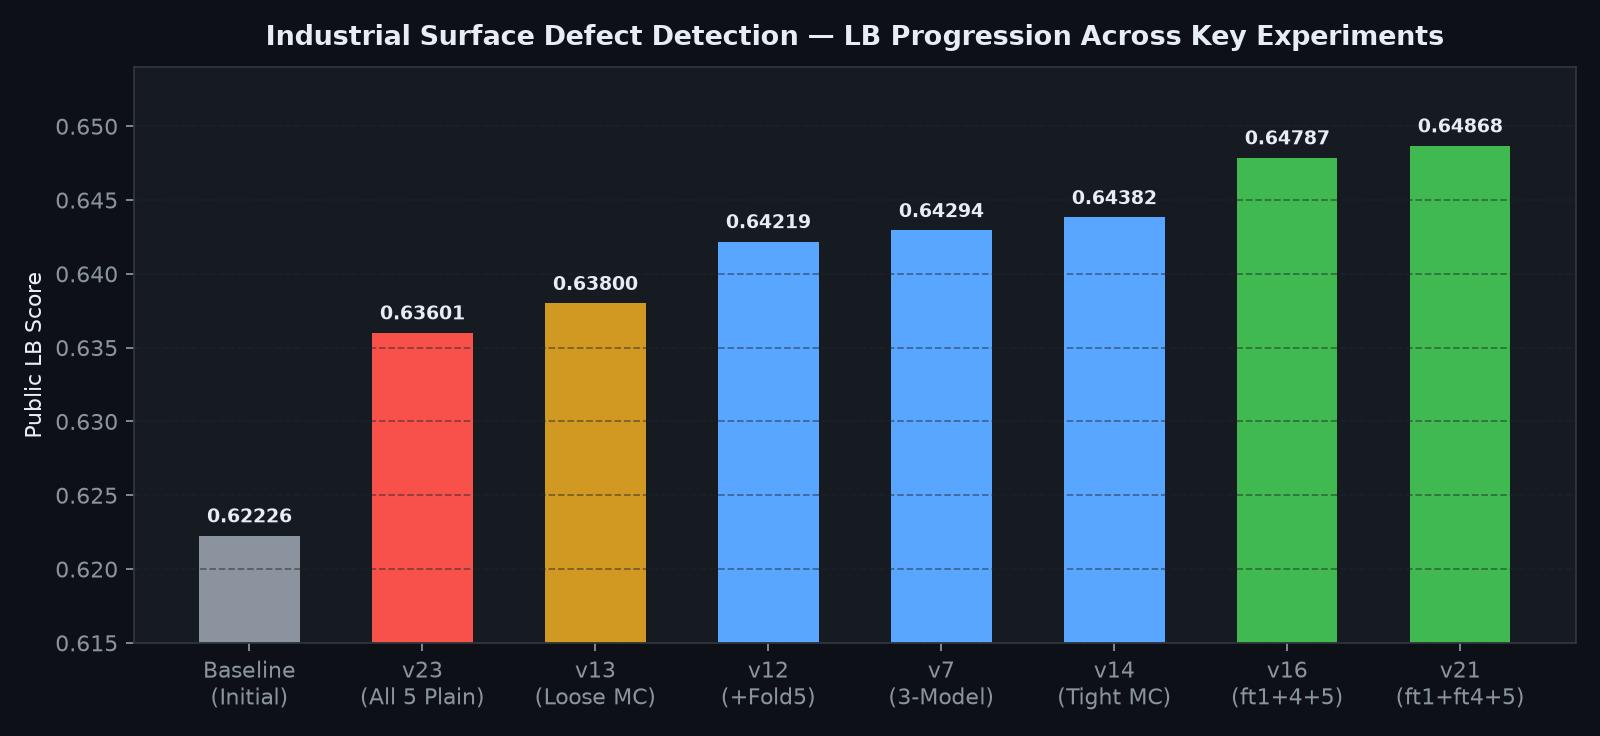 Industrial Surface Defect Detection — LB Progression Across Key Experiments
Public LB Score
0.650
0.645
0.640
0.635
0.630
0.625
0.620
0.615
0.62226
0.63601
0.63800
0.64219
0.64294
0.64382
0.64787
0.64868
Baseline
(Initial)
v23
(All 5 Plain)
v13
(Loose MC)
v12
(+Fold5)
v7
(3-Model)
v14
(Tight MC)
v16
(ft1+4+5)
v21
(ft1+ft4+5)